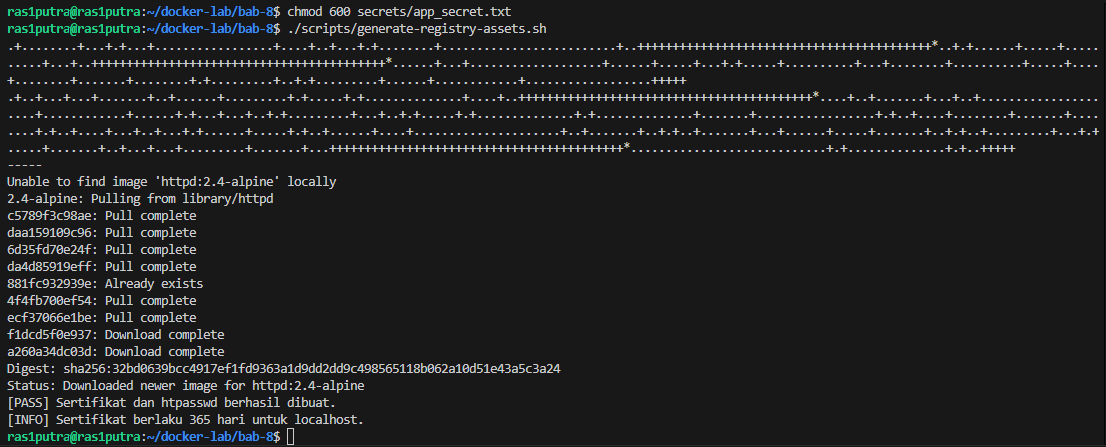 ras1putra@ras1putra:~/docker-lab/bab-8$ chmod 600 secrets/app_secret.txt
ras1putra@ras1putra:~/docker-lab/bab-8$ ./scripts/generate-registry-assets.sh
-----
Unable to find image 'httpd:2.4-alpine' locally
2.4-alpine: Pulling from library/httpd
c5789f3c98ae: Pull complete
daa159109c96: Pull complete
6d35fd70e24f: Pull complete
da4d85919eff: Pull complete
881fc932939e: Already exists
4f4fb700ef54: Pull complete
ecf37066e1be: Pull complete
f1dcd5f0e937: Download complete
a260a34dc03d: Download complete
Digest: sha256:32bd0639bcc4917ef1fd9363a1d9dd2dd9c498565118b062a10d51e43a5c3a24
Status: Downloaded newer image for httpd:2.4-alpine
[PASS] Sertifikat dan htpasswd berhasil dibuat.
[INFO] Sertifikat berlaku 365 hari untuk localhost.
ras1putra@ras1putra:~/docker-lab/bab-8$